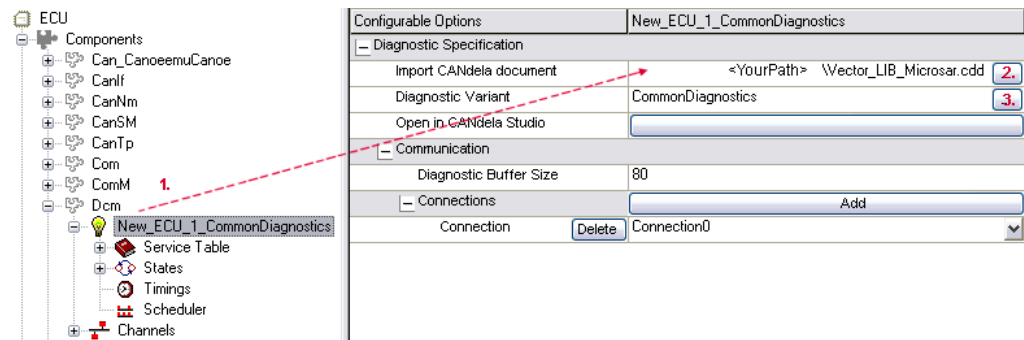 ECU
Components
Can_CanoeemuCanoe
CanIf
CanNm
CanSM
CanTp
Com
ComM 1.
Dcm
New_ECU_1_CommonDiagnostics
Service Table
States
Timings
Scheduler
Channels
Configurable Options New_ECU_1_CommonDiagnostics
Diagnostic Specification
Import CANdela document <YourPath> \Vector_LIB_Microsar.cdd 2.
Diagnostic Variant CommonDiagnostics 3.
Open in CANdela Studio
Communication
Diagnostic Buffer Size 80
Connections Add
Connection Delete Connection0